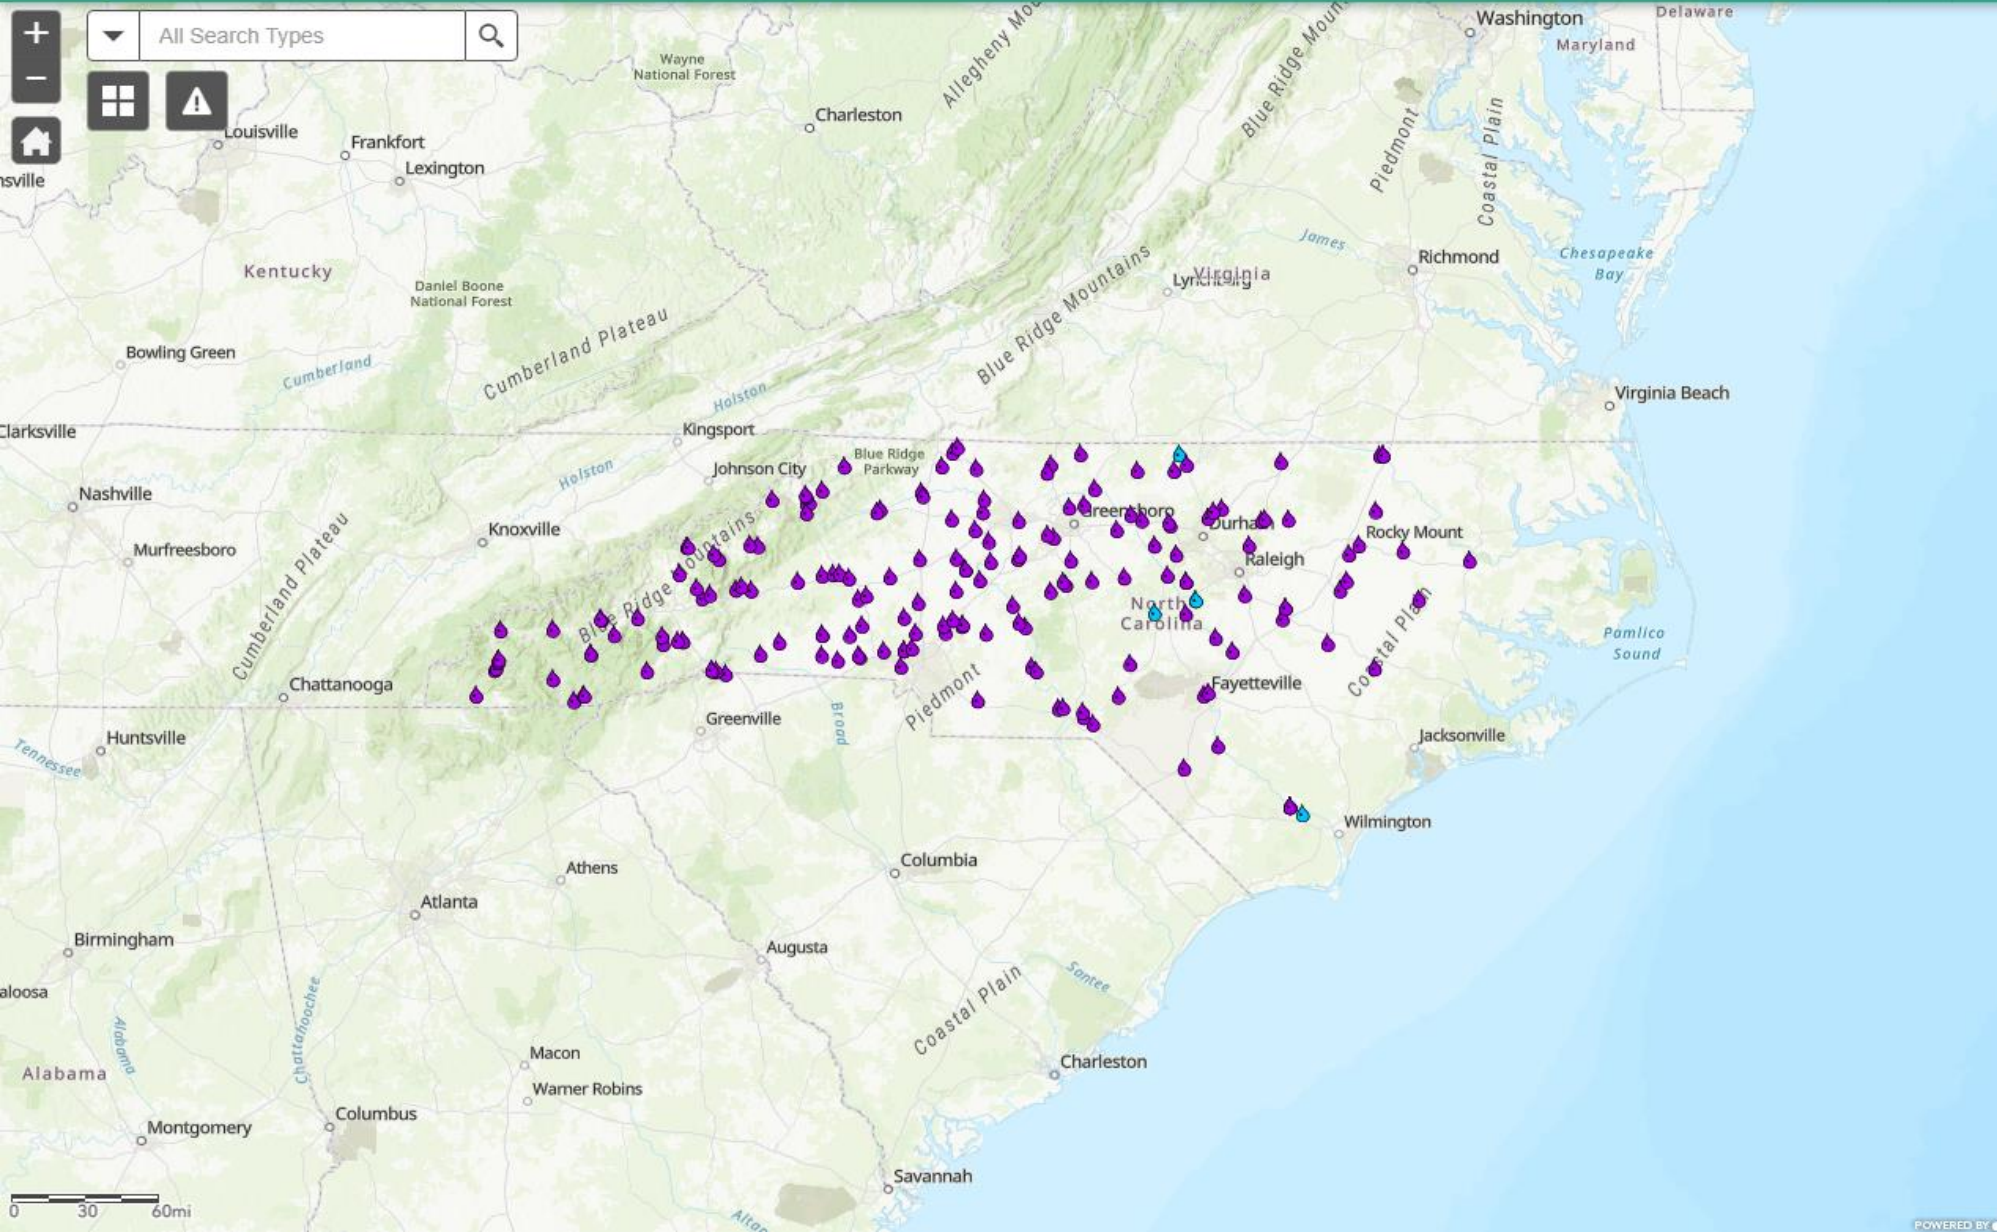 Washington
Delaware
Maryland
All Search Types
Wayne
National Forest
Allegheny Mou
Blue Ridge Moun
Charleston
Louisville
Frankfort
Lexington
nsville
Piedmont
Coastal Plain
James
Richmond
Chesapeake
Bay
Kentucky
Daniel Boone
National Forest
Virginia
Blue Ridge Mountains
Cumberland Plateau
Bowling Green
Cumberland
Holston
Virginia Beach
Clarksville
Kingsport
Blue Ridge
Parkway
Johnson City
Holston
Nashville
Knoxville
Greensboro
Durham
Rocky Mount
Murfreesboro
Raleigh
Cumberland Plateau
Blue Ridge Mountains
North
Carolina
Coastal Plain
Pamlico
Sound
Chattanooga
Piedmont
Fayetteville
Greenville
Broad
Huntsville
Jacksonville
Tennessee
Wilmington
Columbia
Athens
Atlanta
Birmingham
Augusta
aloosa
Coastal Plain
Santee
Alabama
Chattahoochee
Macon
Charleston
Alabama
Warner Robins
Columbus
Montgomery
Savannah
0 30 60mi
Alta
POWERED BY